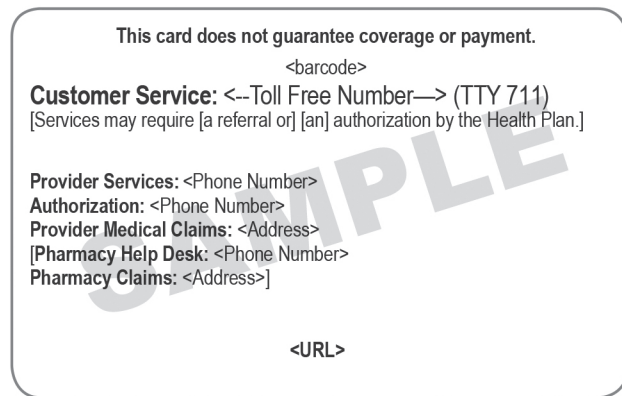 This card does not guarantee coverage or payment.
<barcode>
Customer Service: <--Toll Free Number—> (TTY 711)
[Services may require [a referral or] [an] authorization by the Health Plan.]
Provider Services: <Phone Number>
Authorization: <Phone Number>
Provider Medical Claims: <Address>
[Pharmacy Help Desk: <Phone Number>
Pharmacy Claims: <Address>]
SAMPLE
<URL>